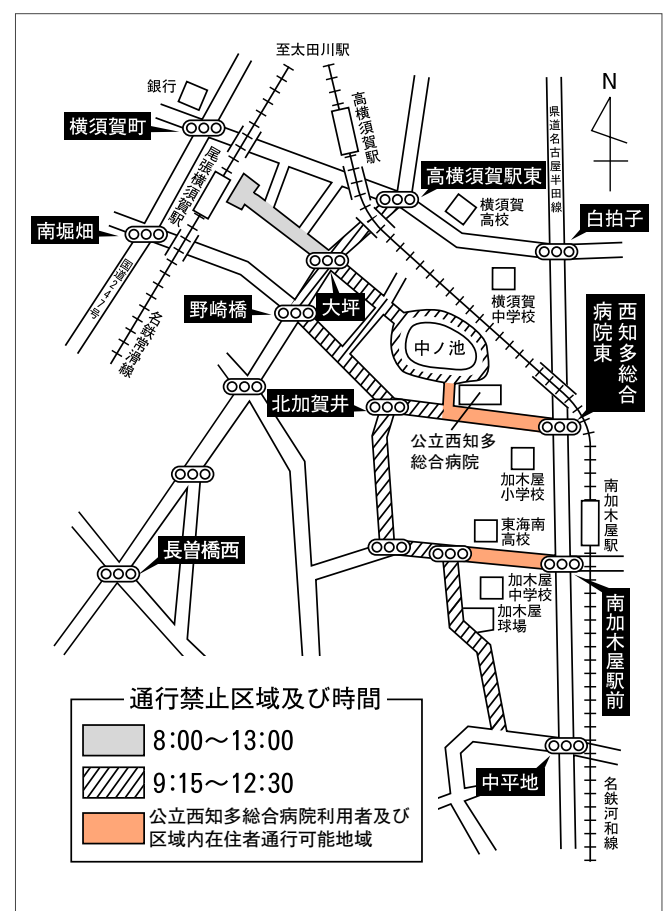 至太田川駅
銀行
横須賀町
高横須賀駅
尾張横須賀駅
県道名古屋半田線
N
高横須賀駅東
横須賀
高校
白拍子
南堀畑
国道247号
名鉄常滑線
野崎橋
大坪
横須賀
中学校
西知多総合
病院東
中ノ池
北加賀井
公立西知多
総合病院
加木屋
小学校
南加木屋駅
東海南
高校
長曽橋西
加木屋
中学校
加木屋
球場
南加木屋駅前
中平地
名鉄河和線
通行禁止区域及び時間
8:00〜13:00
9:15〜12:30
公立西知多総合病院利用者及び
区域内在住者通行可能地域